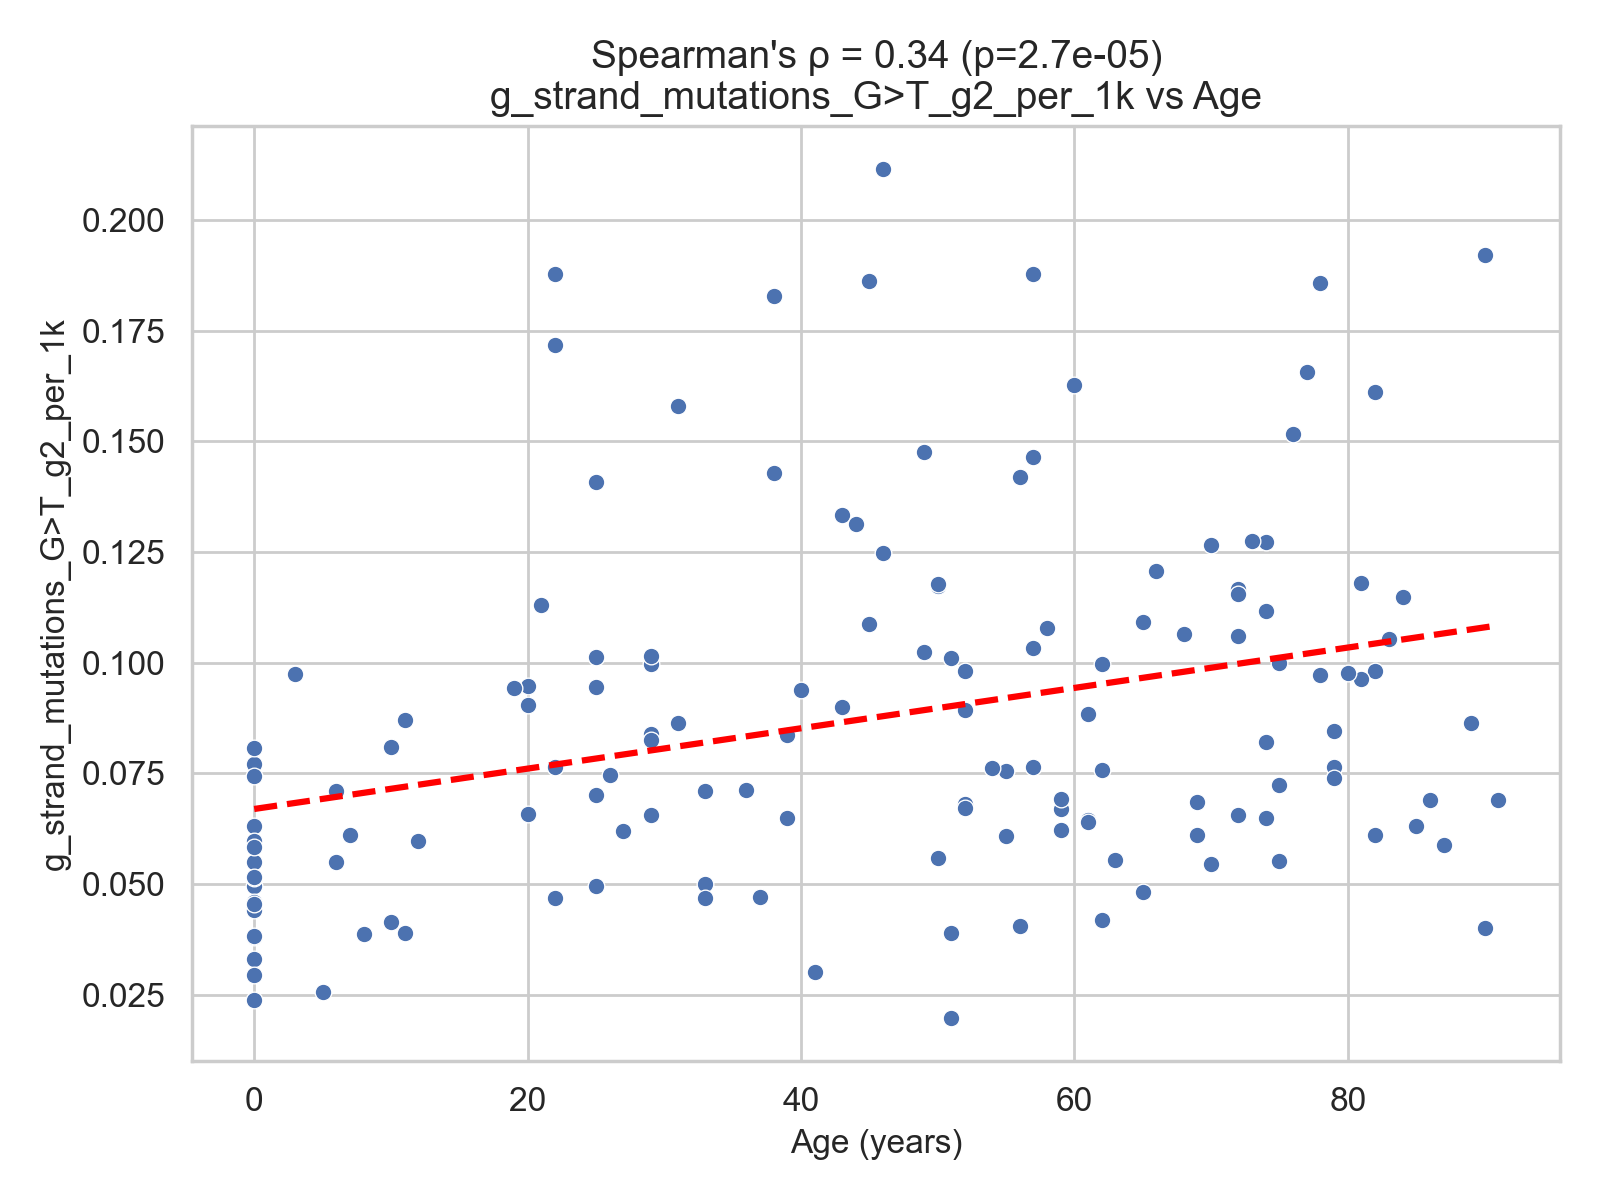 Spearman's ρ = 0.34 (p=2.7e-05)
g_strand_mutations_G>T_g2_per_1k vs Age
g_strand_mutations_G>T_g2_per_1k
0.200
0.175
0.150
0.125
0.100
0.075
0.050
0.025
0 20 40 60 80
Age (years)